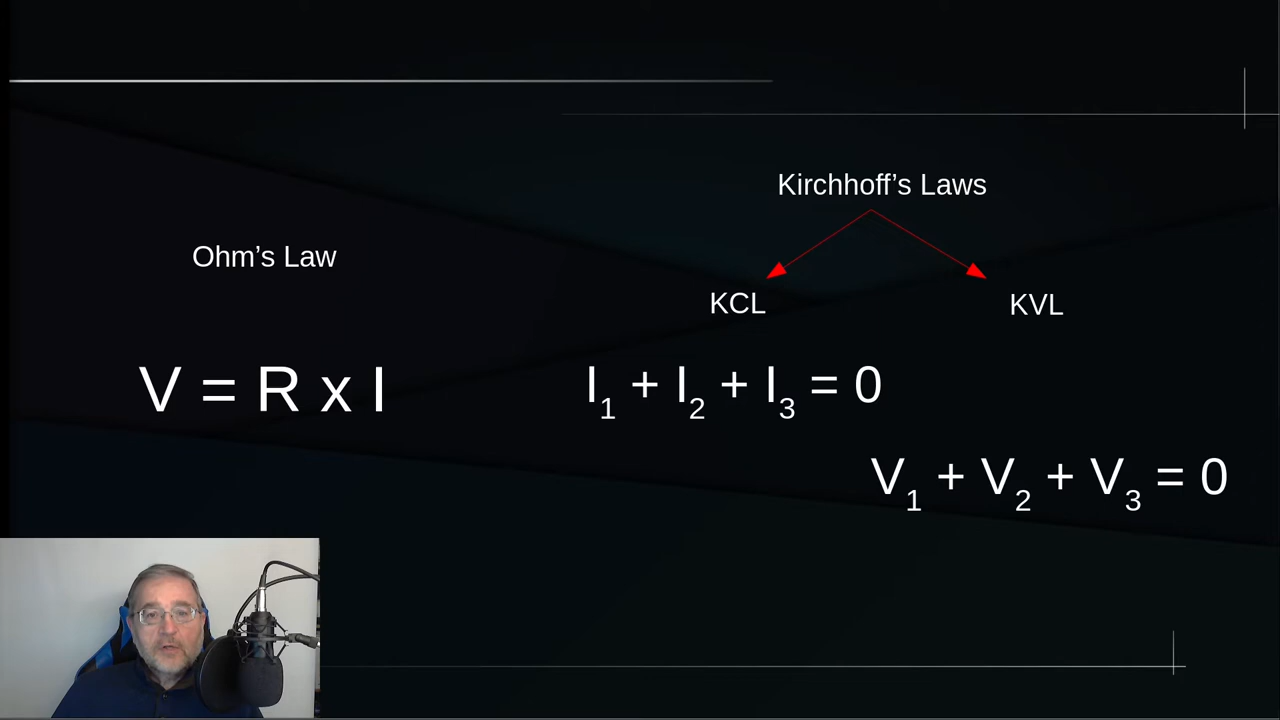 Kirchhoff’s Laws
Ohm’s Law
KCL
KVL
V = R x I
I₁ + I₂ + I₃ = 0
V₁ + V₂ + V₃ = 0